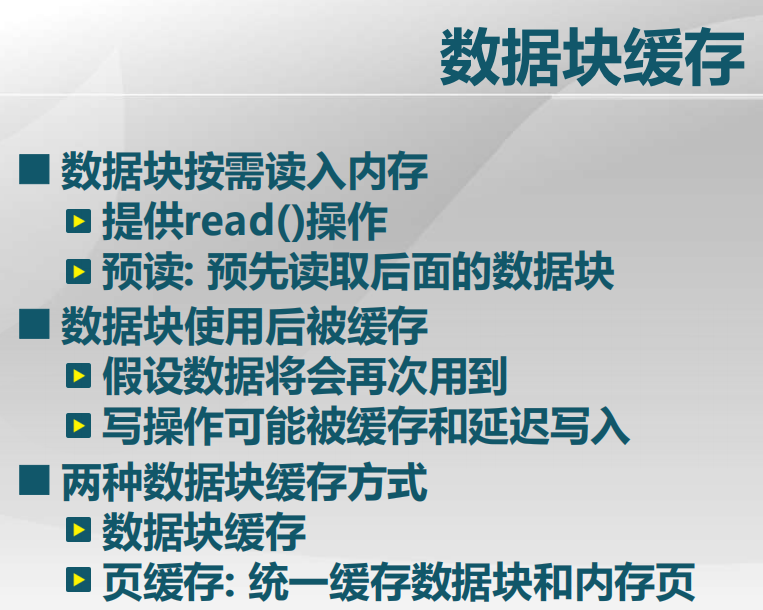 数据块缓存
数据块按需读入内存
提供read()操作
预读: 预先读取后面的数据块
数据块使用后被缓存
假设数据将会再次用到
写操作可能被缓存和延迟写入
两种数据块缓存方式
数据块缓存
页缓存: 统一缓存数据块和内存页